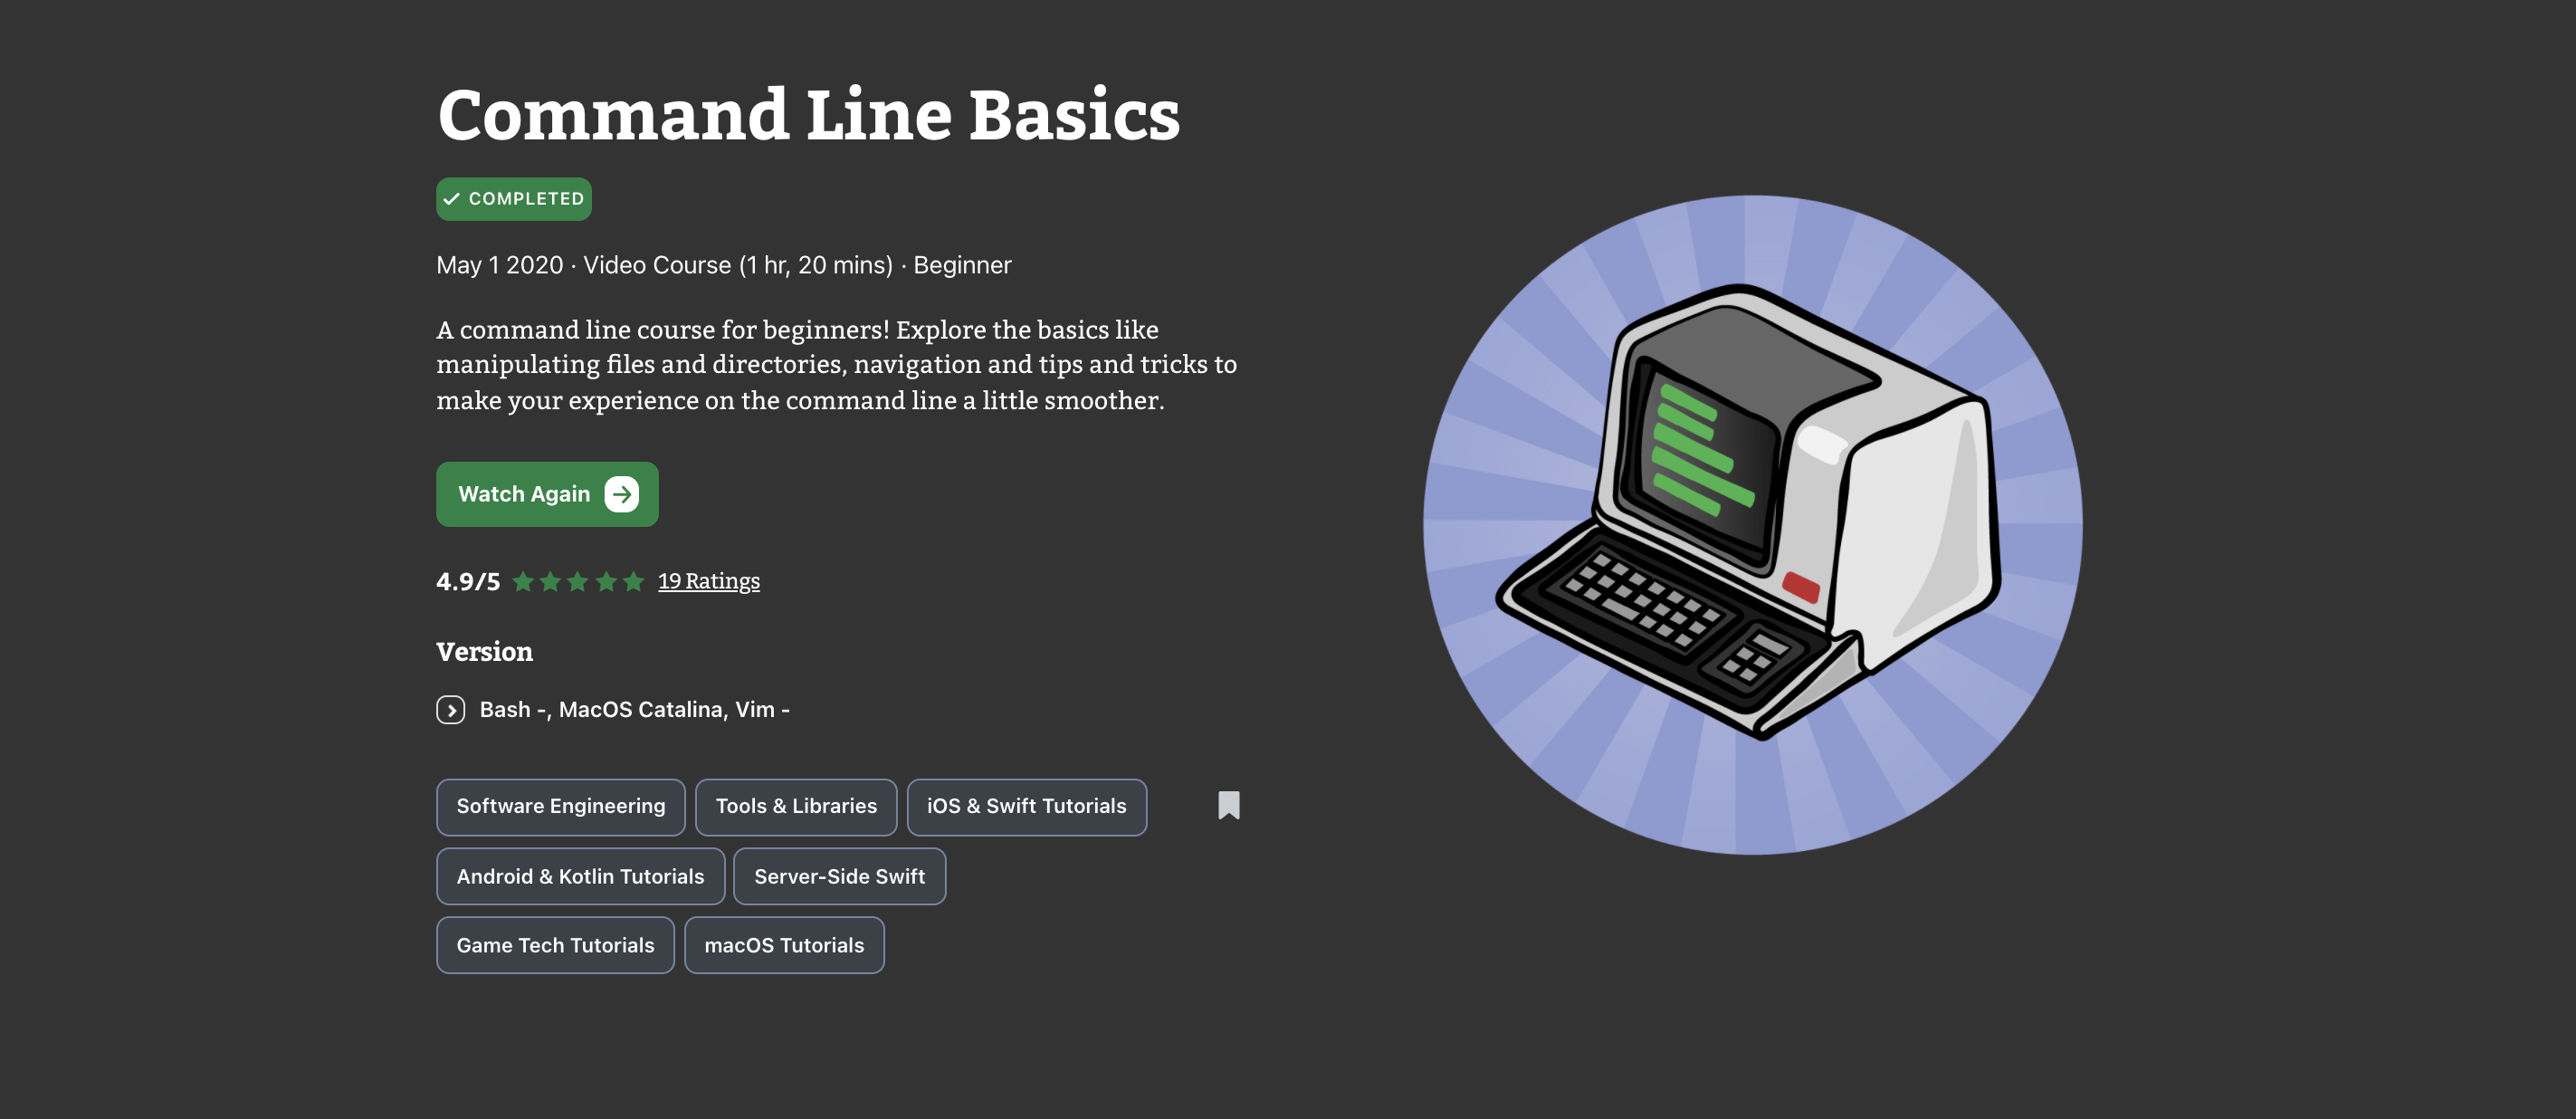 Command Line Basics
COMPLETED
May 1 2020 · Video Course (1 hr, 20 mins) · Beginner
A command line course for beginners! Explore the basics like
manipulating files and directories, navigation and tips and tricks to
make your experience on the command line a little smoother.
Watch Again
4.9/5 19 Ratings
Version
Bash -, MacOS Catalina, Vim -
Software Engineering Tools & Libraries iOS & Swift Tutorials
Android & Kotlin Tutorials Server-Side Swift
Game Tech Tutorials macOS Tutorials